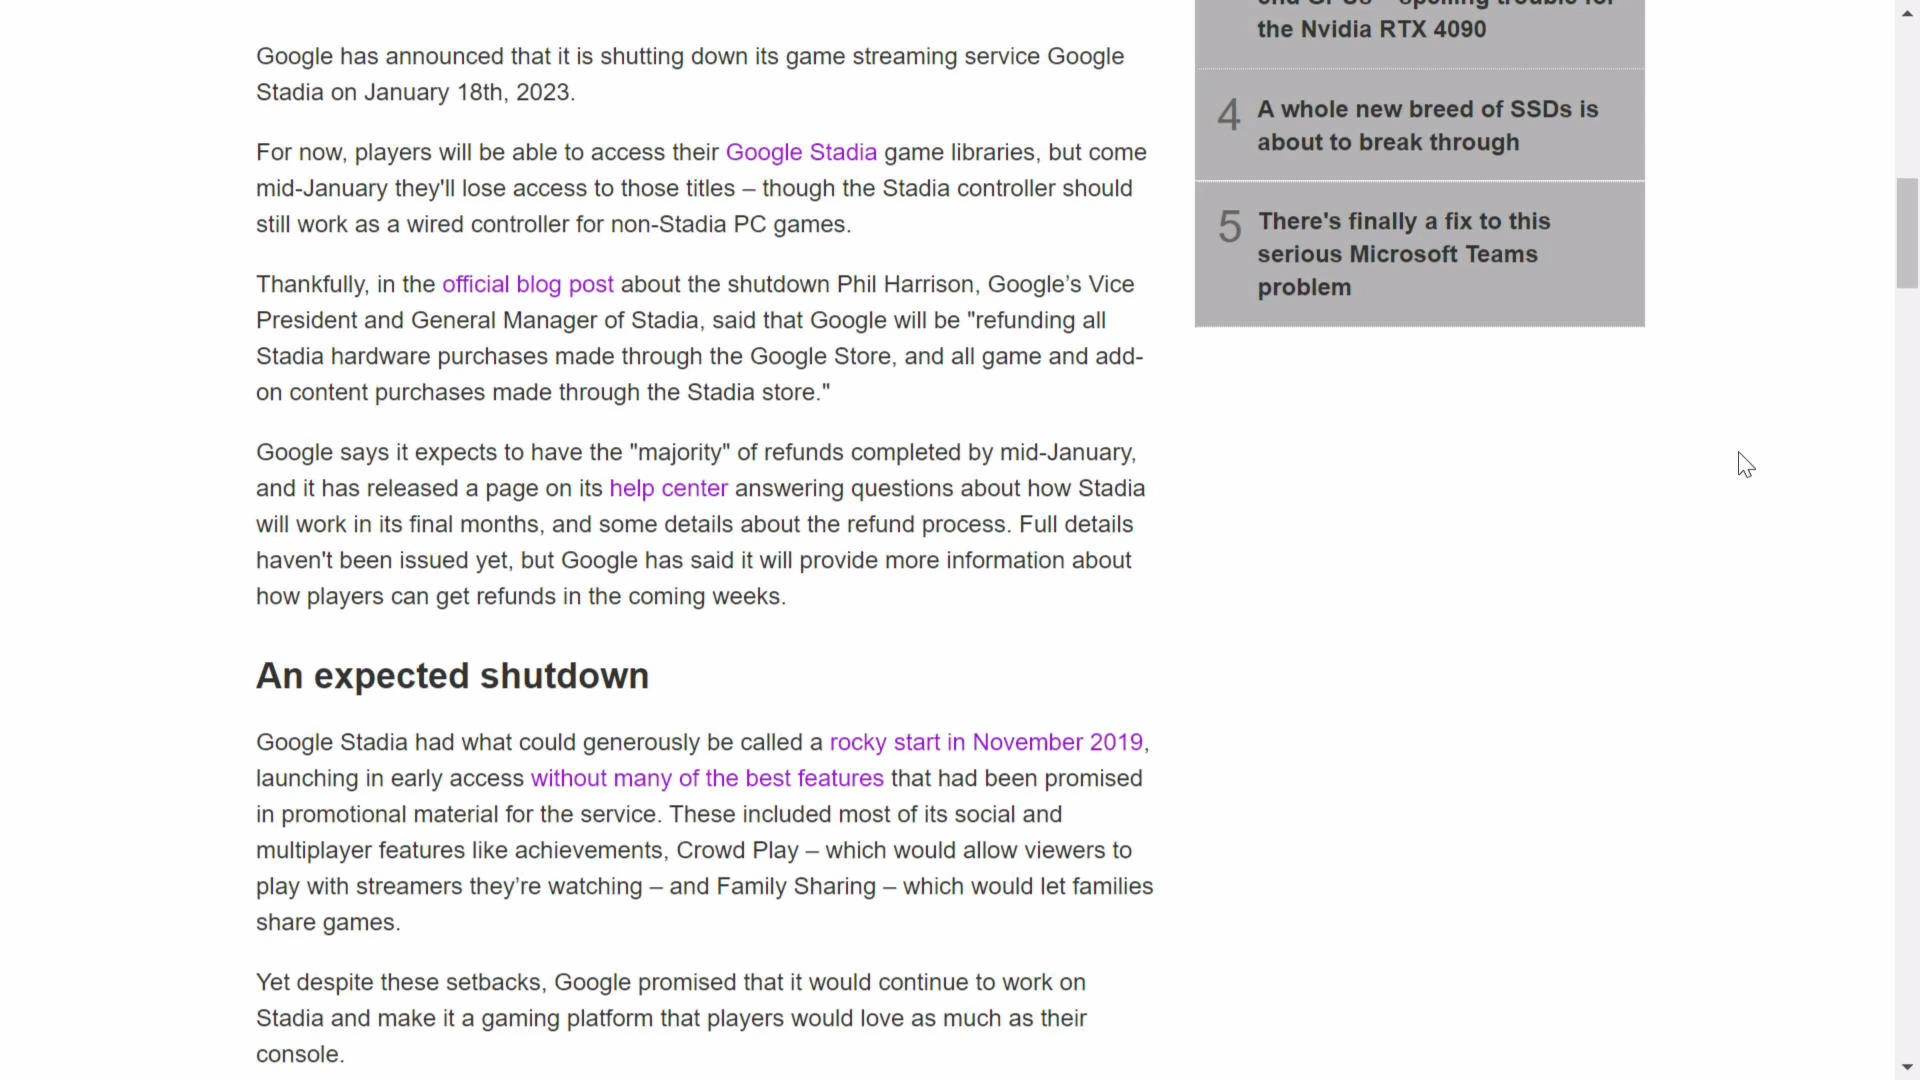 Google has announced that it is shutting down its game streaming service Google
Stadia on January 18th, 2023.
For now, players will be able to access their Google Stadia game libraries, but come
mid-January they'll lose access to those titles – though the Stadia controller should
still work as a wired controller for non-Stadia PC games.
Thankfully, in the official blog post about the shutdown Phil Harrison, Google’s Vice
President and General Manager of Stadia, said that Google will be "refunding all
Stadia hardware purchases made through the Google Store, and all game and add-
on content purchases made through the Stadia store."
Google says it expects to have the "majority" of refunds completed by mid-January,
and it has released a page on its help center answering questions about how Stadia
will work in its final months, and some details about the refund process. Full details
haven't been issued yet, but Google has said it will provide more information about
how players can get refunds in the coming weeks.
An expected shutdown
Google Stadia had what could generously be called a rocky start in November 2019,
launching in early access without many of the best features that had been promised
in promotional material for the service. These included most of its social and
multiplayer features like achievements, Crowd Play – which would allow viewers to
play with streamers they’re watching – and Family Sharing – which would let families
share games.
Yet despite these setbacks, Google promised that it would continue to work on
Stadia and make it a gaming platform that players would love as much as their
console.
end GPUs – spelling trouble for
the Nvidia RTX 4090
4 A whole new breed of SSDs is
about to break through
5 There's finally a fix to this
serious Microsoft Teams
problem